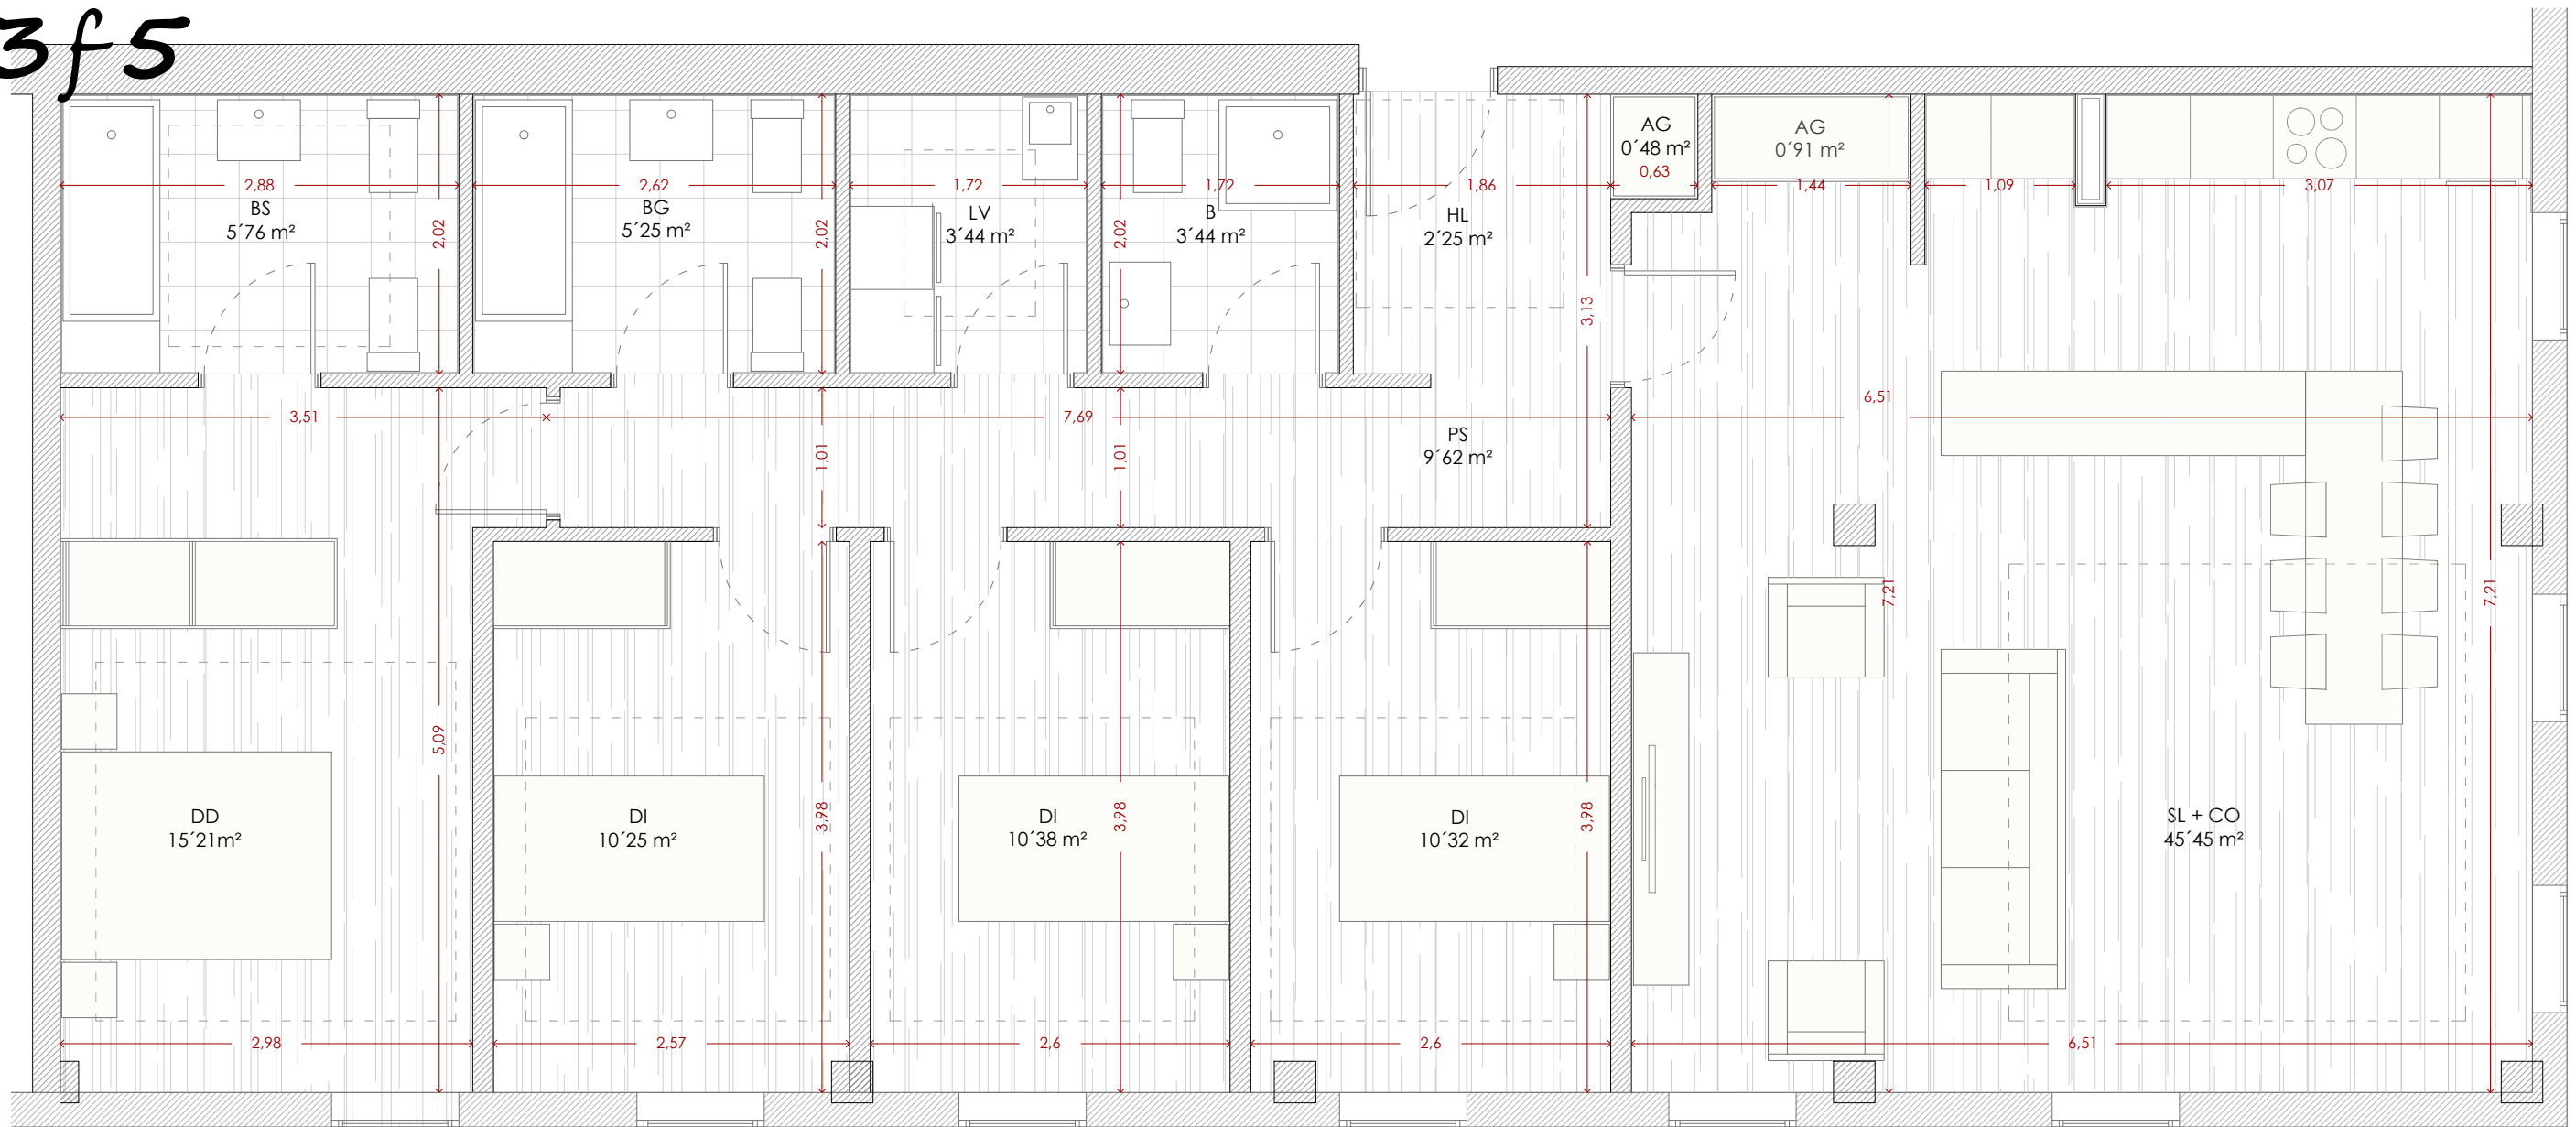 3f5
AG
0´48 m²
0,63
AG
0´91 m²
2,88
2,62
1,72
1,72
1,86
1,44
1,09
3,07
BS
5´76 m²
2,02
BG
5´25 m²
2,02
LV
3´44 m²
2,02
B
3´44 m²
HL
2´25 m²
3,13
3,51
7,69
6,51
1,01
1,01
PS
9´62 m²
7,21
7,21
5,09
3,98
3,98
3,98
DD
15´21m²
DI
10´25 m²
DI
10´38 m²
DI
10´32 m²
SL + CO
45´45 m²
2,98
2,57
2,6
2,6
6,51